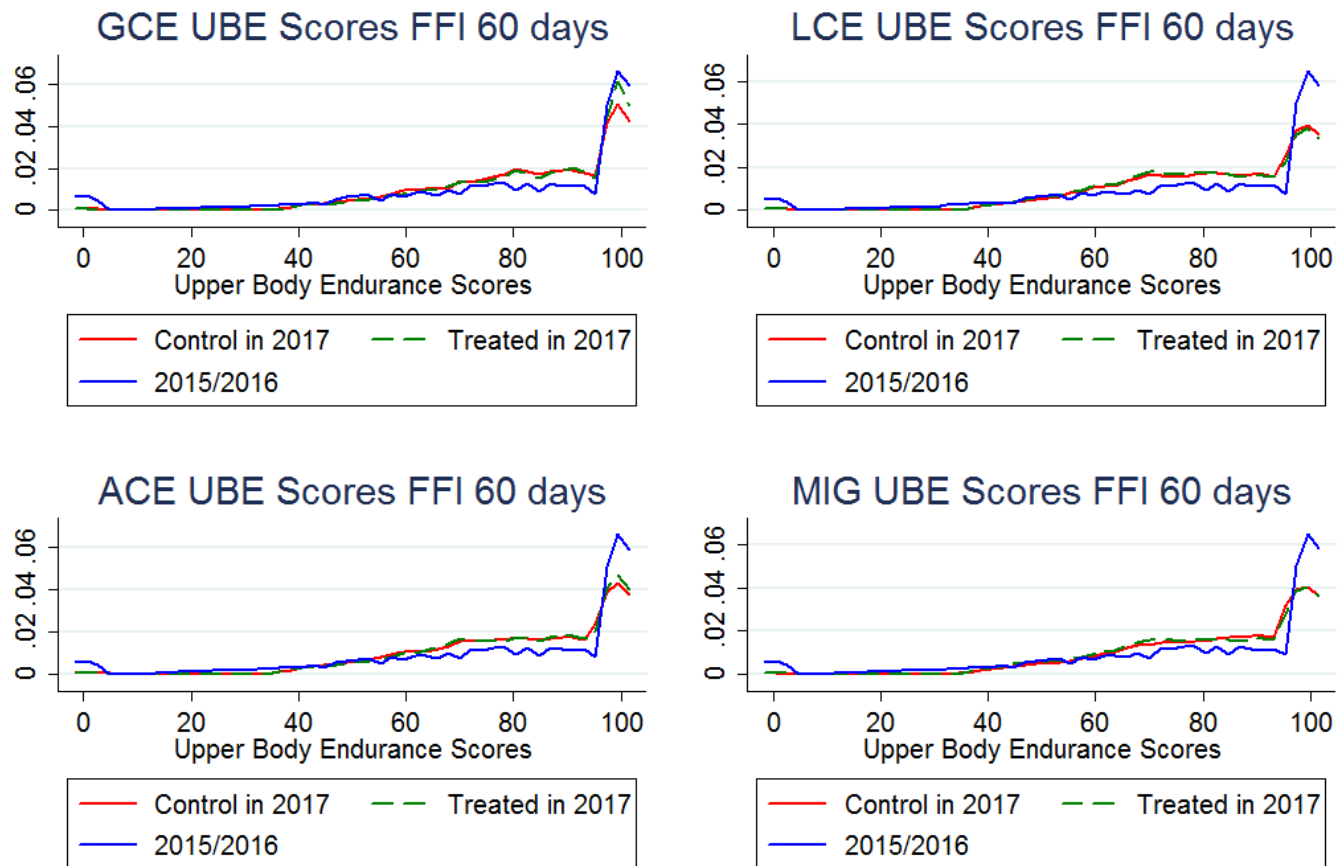 GCE UBE Scores FFI 60 days
.06
.04
.02
0
0 20 40 60 80 100
Upper Body Endurance Scores
Control in 2017 Treated in 2017
2015/2016
LCE UBE Scores FFI 60 days
.06
.04
.02
0
0 20 40 60 80 100
Upper Body Endurance Scores
Control in 2017 Treated in 2017
2015/2016
ACE UBE Scores FFI 60 days
.06
.04
.02
0
0 20 40 60 80 100
Upper Body Endurance Scores
Control in 2017 Treated in 2017
2015/2016
MIG UBE Scores FFI 60 days
.06
.04
.02
0
0 20 40 60 80 100
Upper Body Endurance Scores
Control in 2017 Treated in 2017
2015/2016